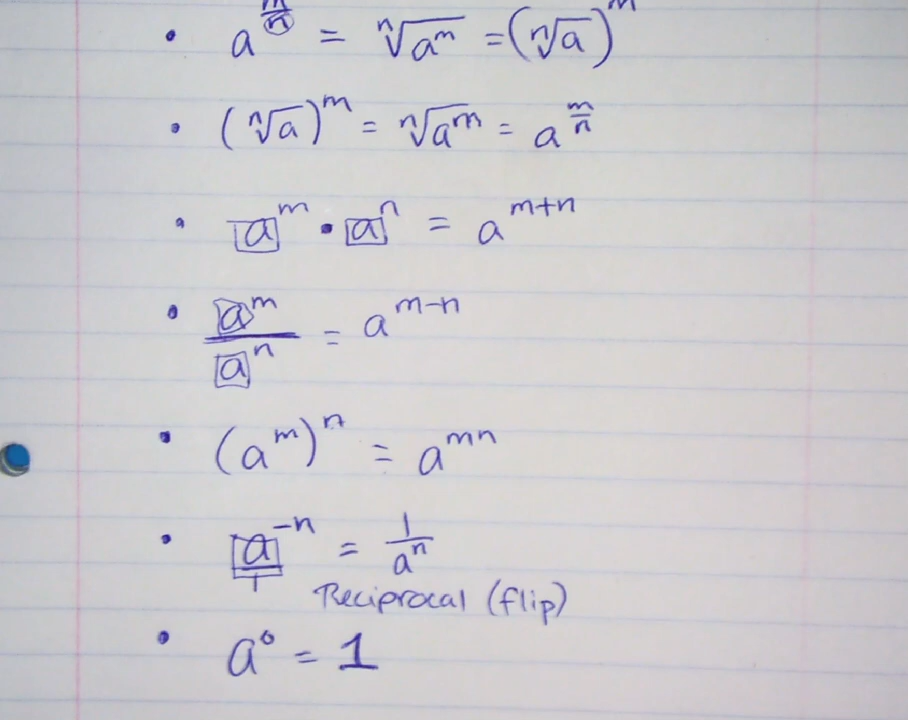 • a^(m/n) = ⁿ√(a^m) = (ⁿ√a)^m
• (ⁿ√a)^m = ⁿ√(a^m) = a^(m/n)
• a^m • a^n = a^(m+n)
• a^m / a^n = a^(m-n)
• (a^m)^n = a^(mn)
• a^(-n) / 1 = 1 / a^n
Reciprocal (flip)
• a^0 = 1